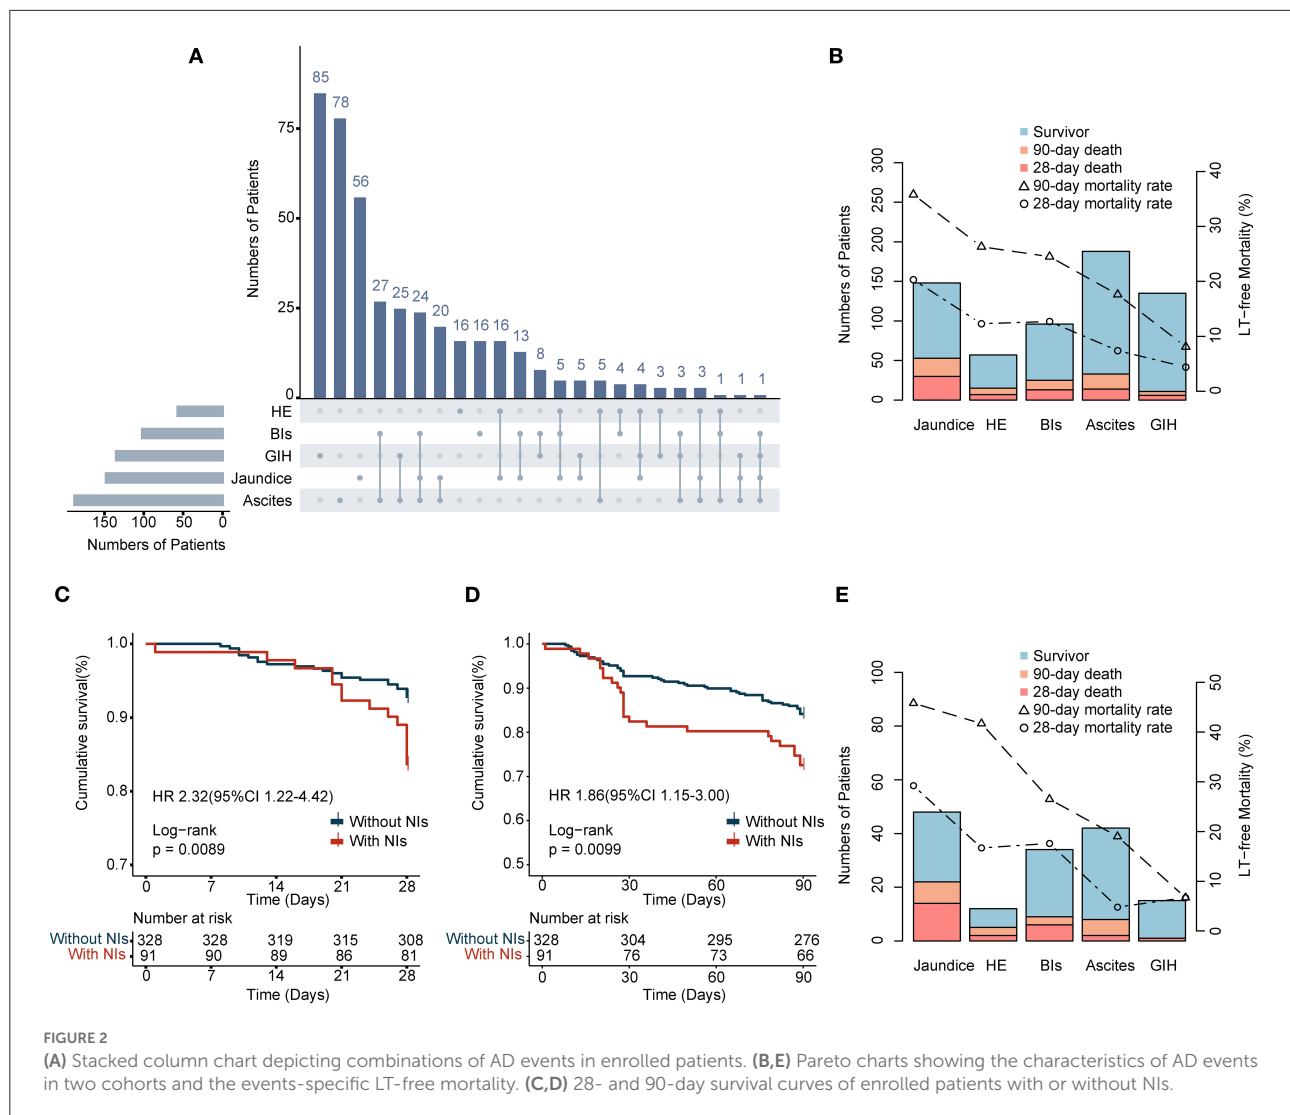 A
85
78
56
27
25
24
20
16
16
16
13
8
5
5
5
4
4
3
3
3
1
1
1
75
50
25
0
Numbers of Patients
HE
BIs
GIH
Jaundice
Ascites
150
100
50
0
Numbers of Patients
B
Survivor
90-day death
28-day death
90-day mortality rate
28-day mortality rate
300
250
200
150
100
50
0
Numbers of Patients
40
30
20
10
0
LT-free Mortality (%)
Jaundice
HE
BIs
Ascites
GIH
C
1.0
0.9
0.8
0.7
Cumulative survival(%)
HR 2.32(95%CI 1.22-4.42)
Log-rank
p = 0.0089
Without NIs
With NIs
0
7
14
21
28
Time (Days)
Number at risk
Without NIs 328 328 319 315 308
With NIs 91 90 89 86 81
0
7
14
21
28
Time (Days)
D
1.0
0.9
0.8
0.7
0.6
0.5
Cumulative survival(%)
HR 1.86(95%CI 1.15-3.00)
Log-rank
p = 0.0099
Without NIs
With NIs
0
30
60
90
Time (Days)
Number at risk
Without NIs 328 304 295 276
With NIs 91 76 73 66
0
30
60
90
Time (Days)
E
Survivor
90-day death
28-day death
90-day mortality rate
28-day mortality rate
100
80
60
40
20
0
Numbers of Patients
50
40
30
20
10
0
LT-free Mortality (%)
Jaundice
HE
BIs
Ascites
GIH
FIGURE 2
(A) Stacked column chart depicting combinations of AD events in enrolled patients. (B,E) Pareto charts showing the characteristics of AD events
in two cohorts and the events-specific LT-free mortality. (C,D) 28- and 90-day survival curves of enrolled patients with or without NIs.